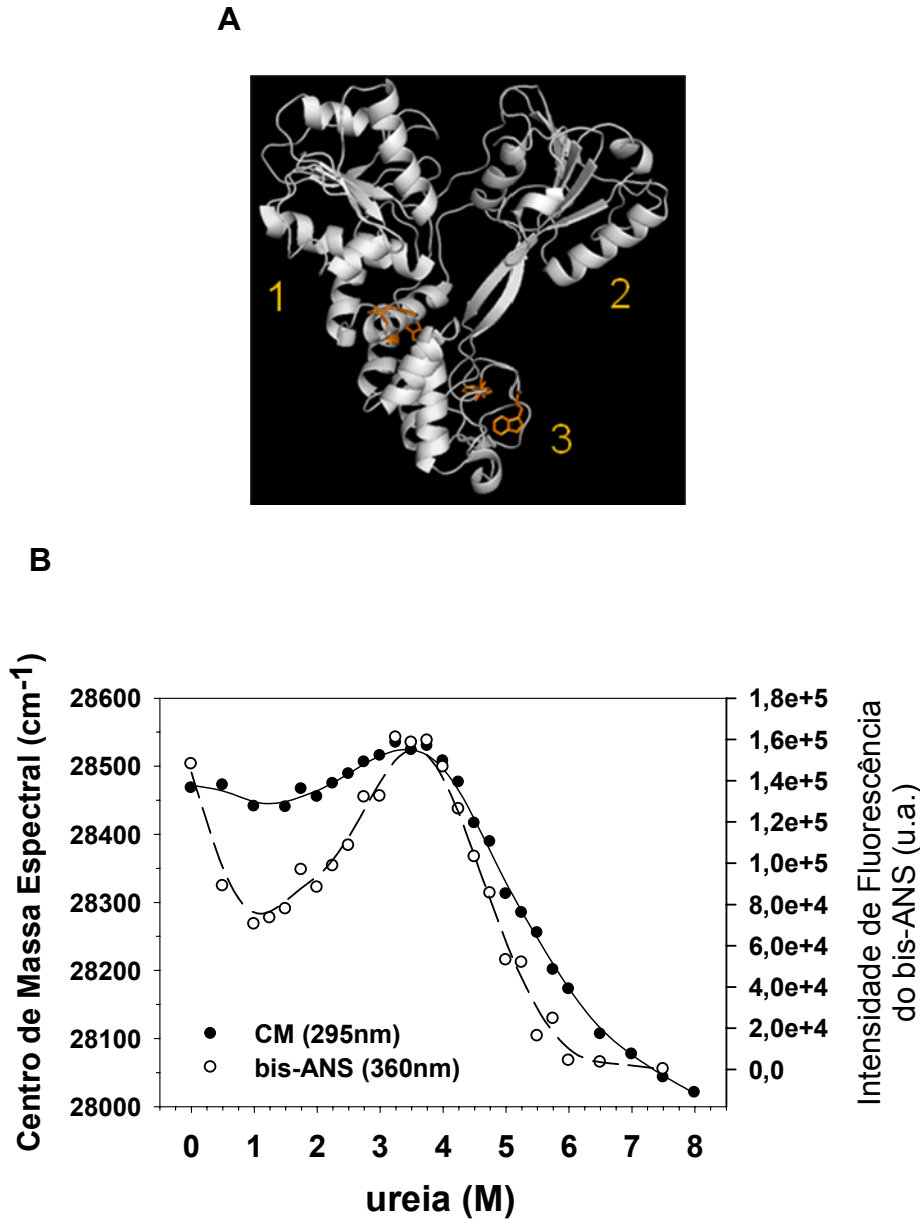 A
1
2
3
B
Centro de Massa Espectral (cm-1)
28600
28500
28400
28300
28200
28100
28000
1,8e+5
1,6e+5
1,4e+5
1,2e+5
1,0e+5
8,0e+4
6,0e+4
4,0e+4
2,0e+4
0,0
Intensidade de Fluorescência
do bis-ANS (u.a.)
CM (295nm)
bis-ANS (360nm)
0 1 2 3 4 5 6 7 8
ureia (M)